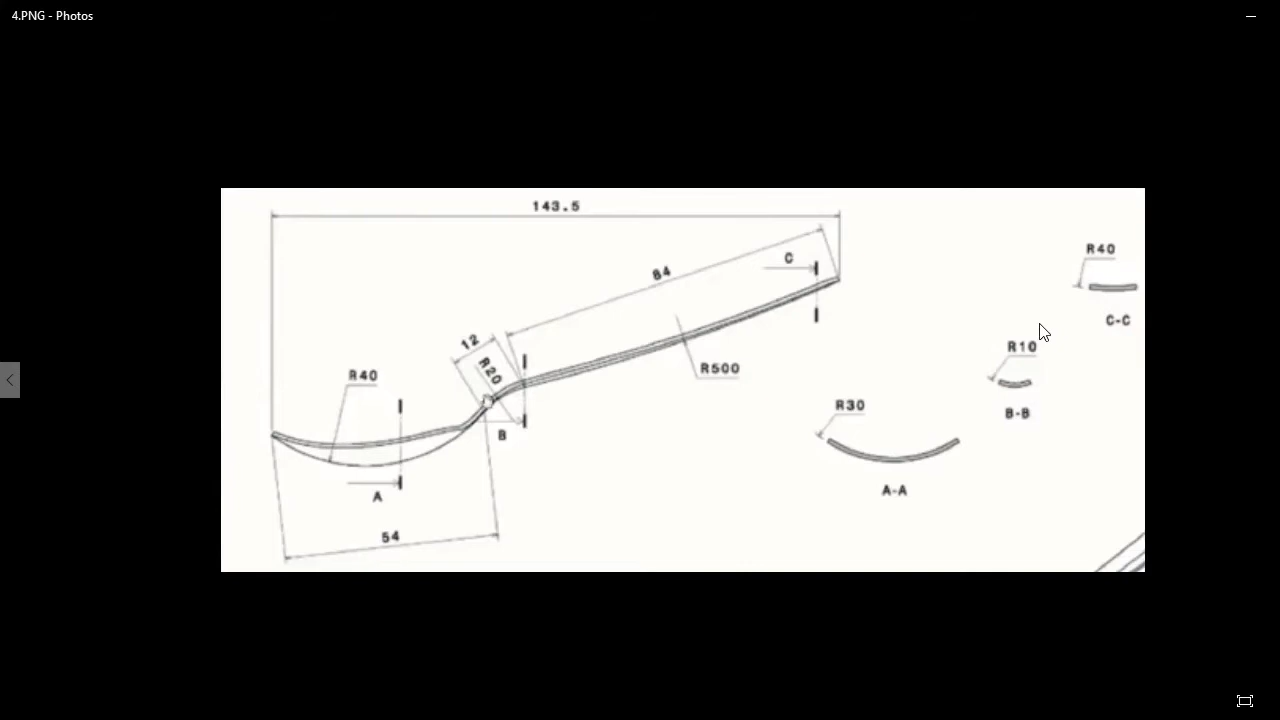 4.PNG - Photos
143.5
R40
84
C
C-C
12
R20
R10
R500
R40
R30
B-B
B
A-A
A
54